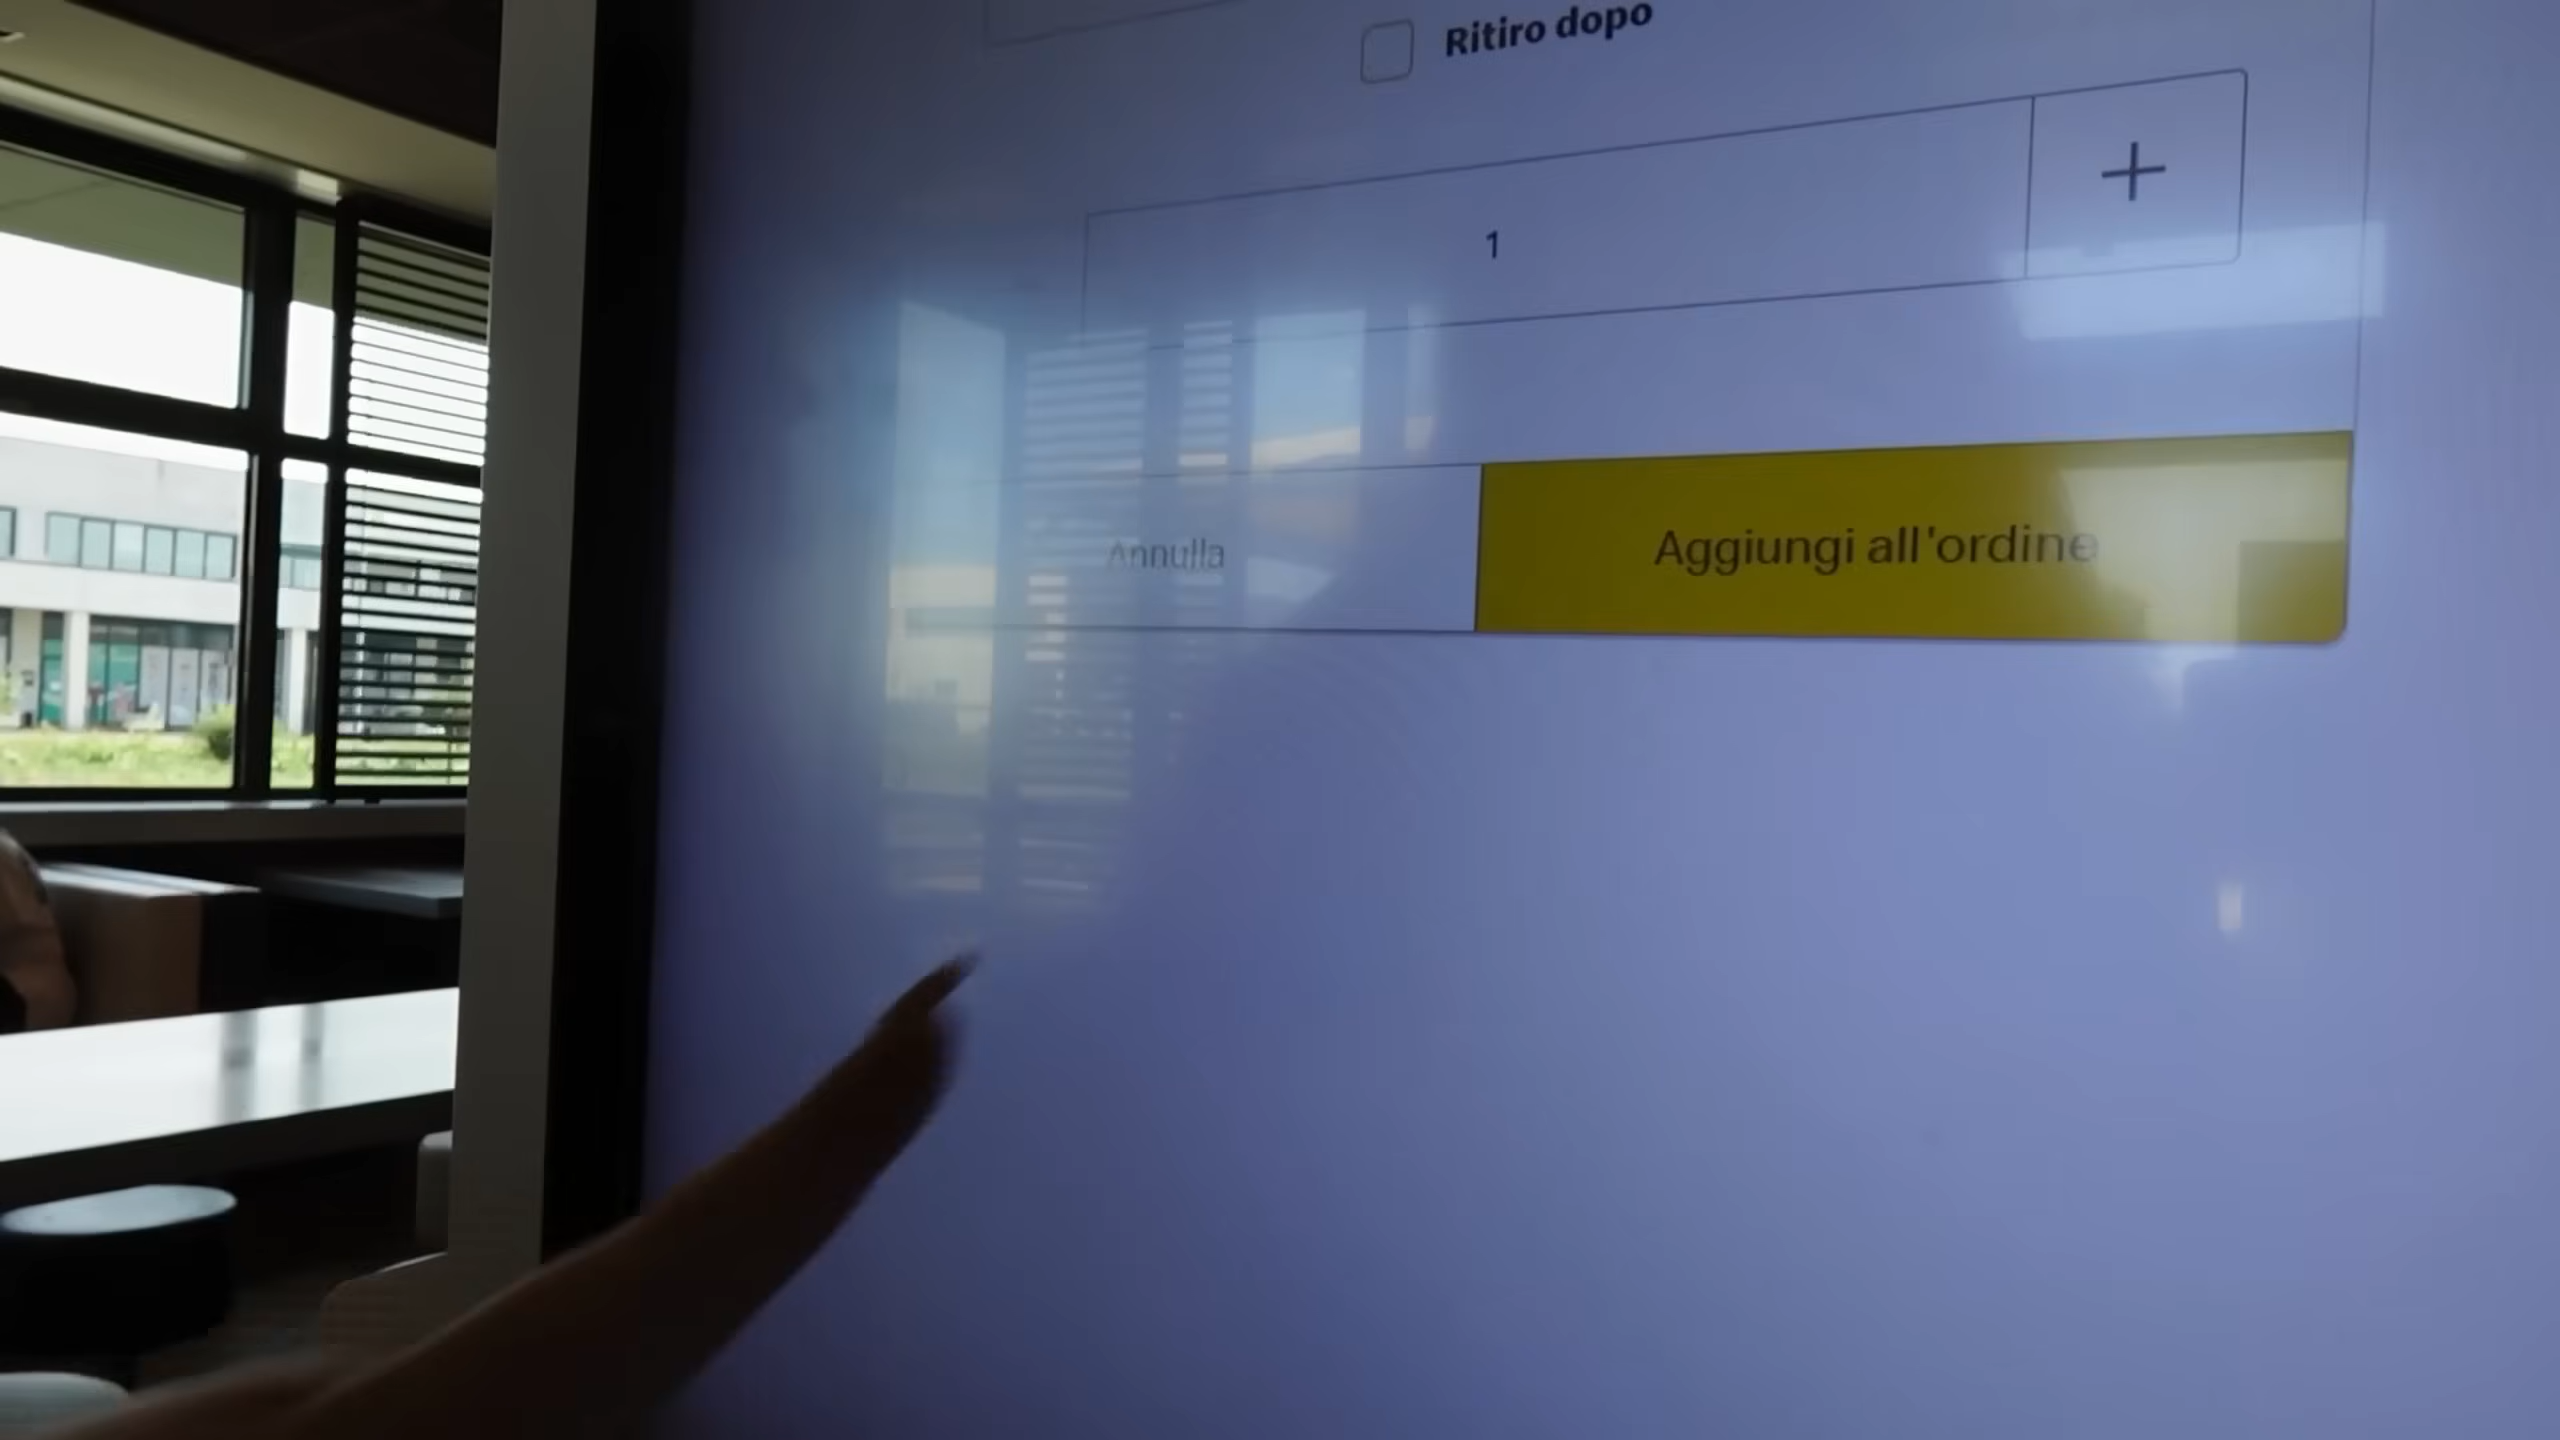 Ritiro dopo
1
+
Annulla
Aggiungi all'ordine